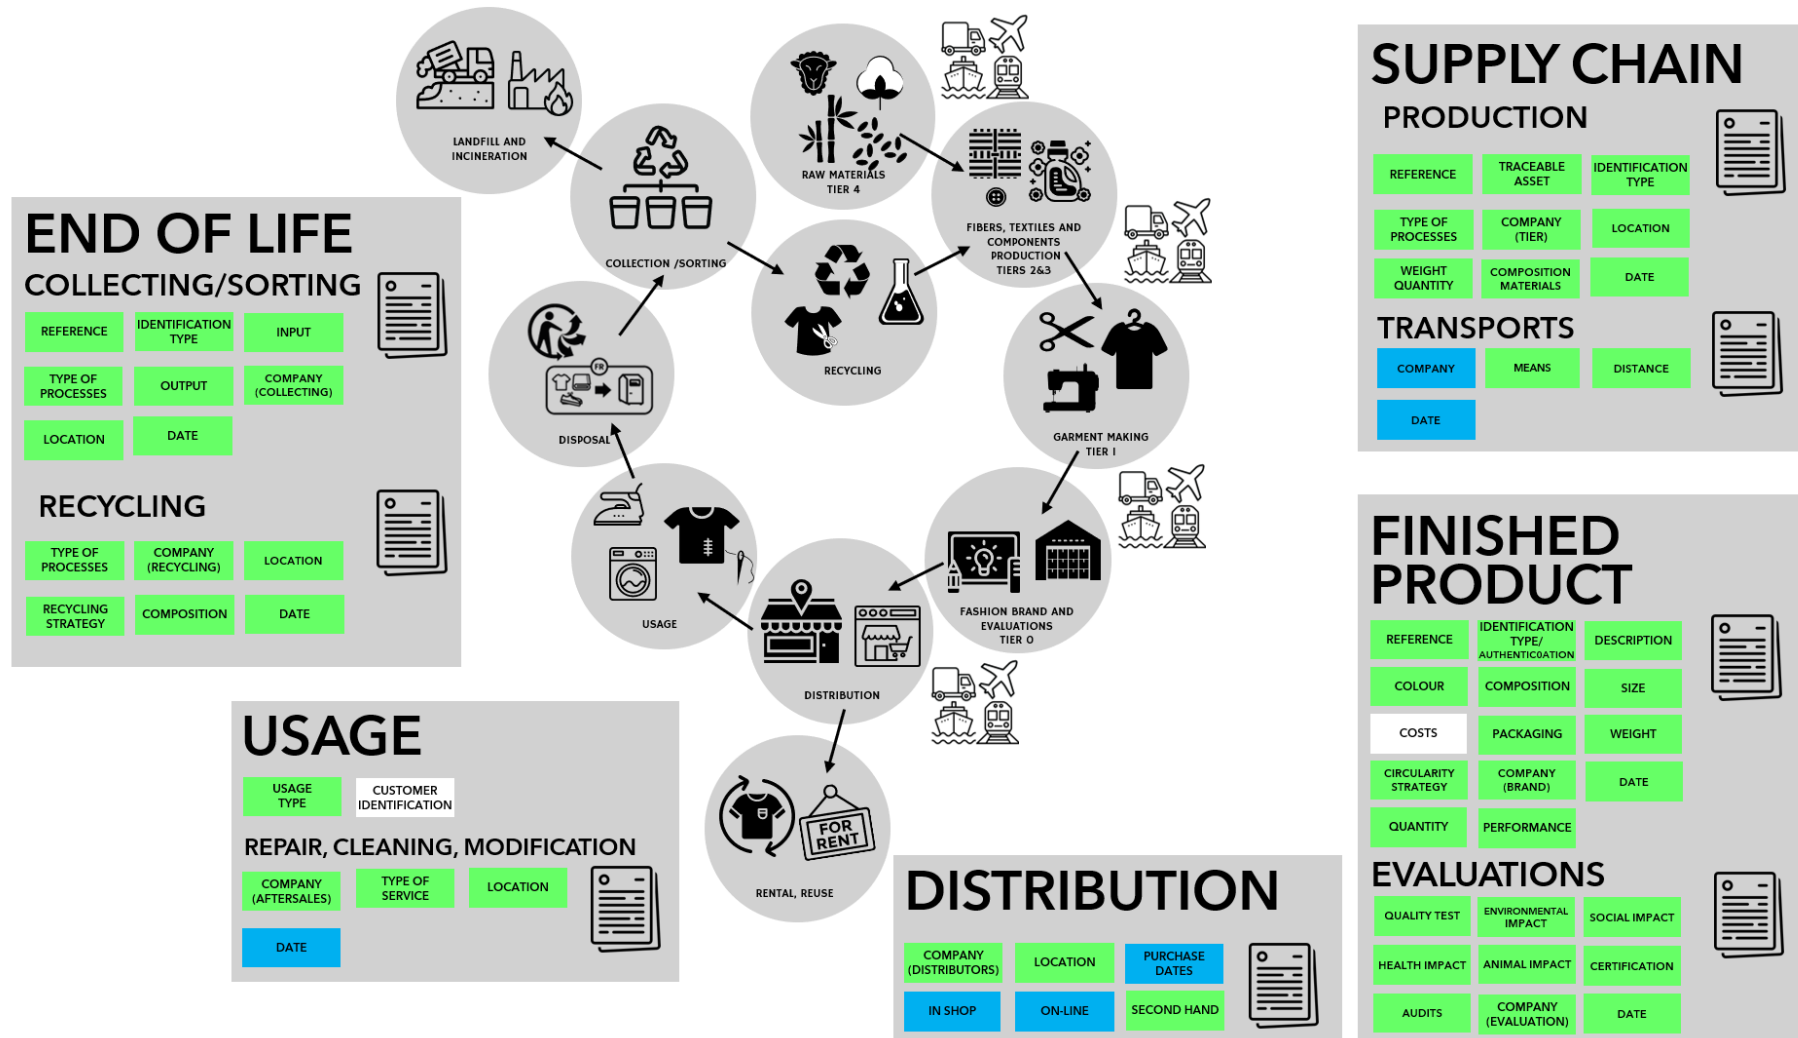 LANDFILL AND
INCINERATION
COLLECTION /SORTING
RAW MATERIALS
TIER 4
FIBERS, TEXTILES AND
COMPONENTS
PRODUCTION
TIERS 2&3
RECYCLING
FR
DISPOSAL
GARMENT MAKING
TIER 1
USAGE
FASHION BRAND AND
EVALUATIONS
TIER 0
DISTRIBUTION
FOR
RENT
RENTAL, REUSE
END OF LIFE
COLLECTING/SORTING
REFERENCE
IDENTIFICATION
TYPE
INPUT
TYPE OF
PROCESSES
OUTPUT
COMPANY
(COLLECTING)
LOCATION
DATE
RECYCLING
TYPE OF
PROCESSES
COMPANY
(RECYCLING)
LOCATION
RECYCLING
STRATEGY
COMPOSITION
DATE
USAGE
USAGE
TYPE
CUSTOMER
IDENTIFICATION
REPAIR, CLEANING, MODIFICATION
COMPANY
(AFTERSALES)
TYPE OF
SERVICE
LOCATION
DATE
DISTRIBUTION
COMPANY
(DISTRIBUTORS)
LOCATION
PURCHASE
DATES
IN SHOP
ON-LINE
SECOND HAND
SUPPLY CHAIN
PRODUCTION
REFERENCE
TRACEABLE
ASSET
IDENTIFICATION
TYPE
TYPE OF
PROCESSES
COMPANY
(TIER)
LOCATION
WEIGHT
QUANTITY
COMPOSITION
MATERIALS
DATE
TRANSPORTS
COMPANY
MEANS
DISTANCE
DATE
FINISHED
PRODUCT
REFERENCE
IDENTIFICATION
TYPE/
AUTHENTIC0ATION
DESCRIPTION
COLOUR
COMPOSITION
SIZE
COSTS
PACKAGING
WEIGHT
CIRCULARITY
STRATEGY
COMPANY
(BRAND)
DATE
QUANTITY
PERFORMANCE
EVALUATIONS
QUALITY TEST
ENVIRONMENTAL
IMPACT
SOCIAL IMPACT
HEALTH IMPACT
ANIMAL IMPACT
CERTIFICATION
AUDITS
COMPANY
(EVALUATION)
DATE